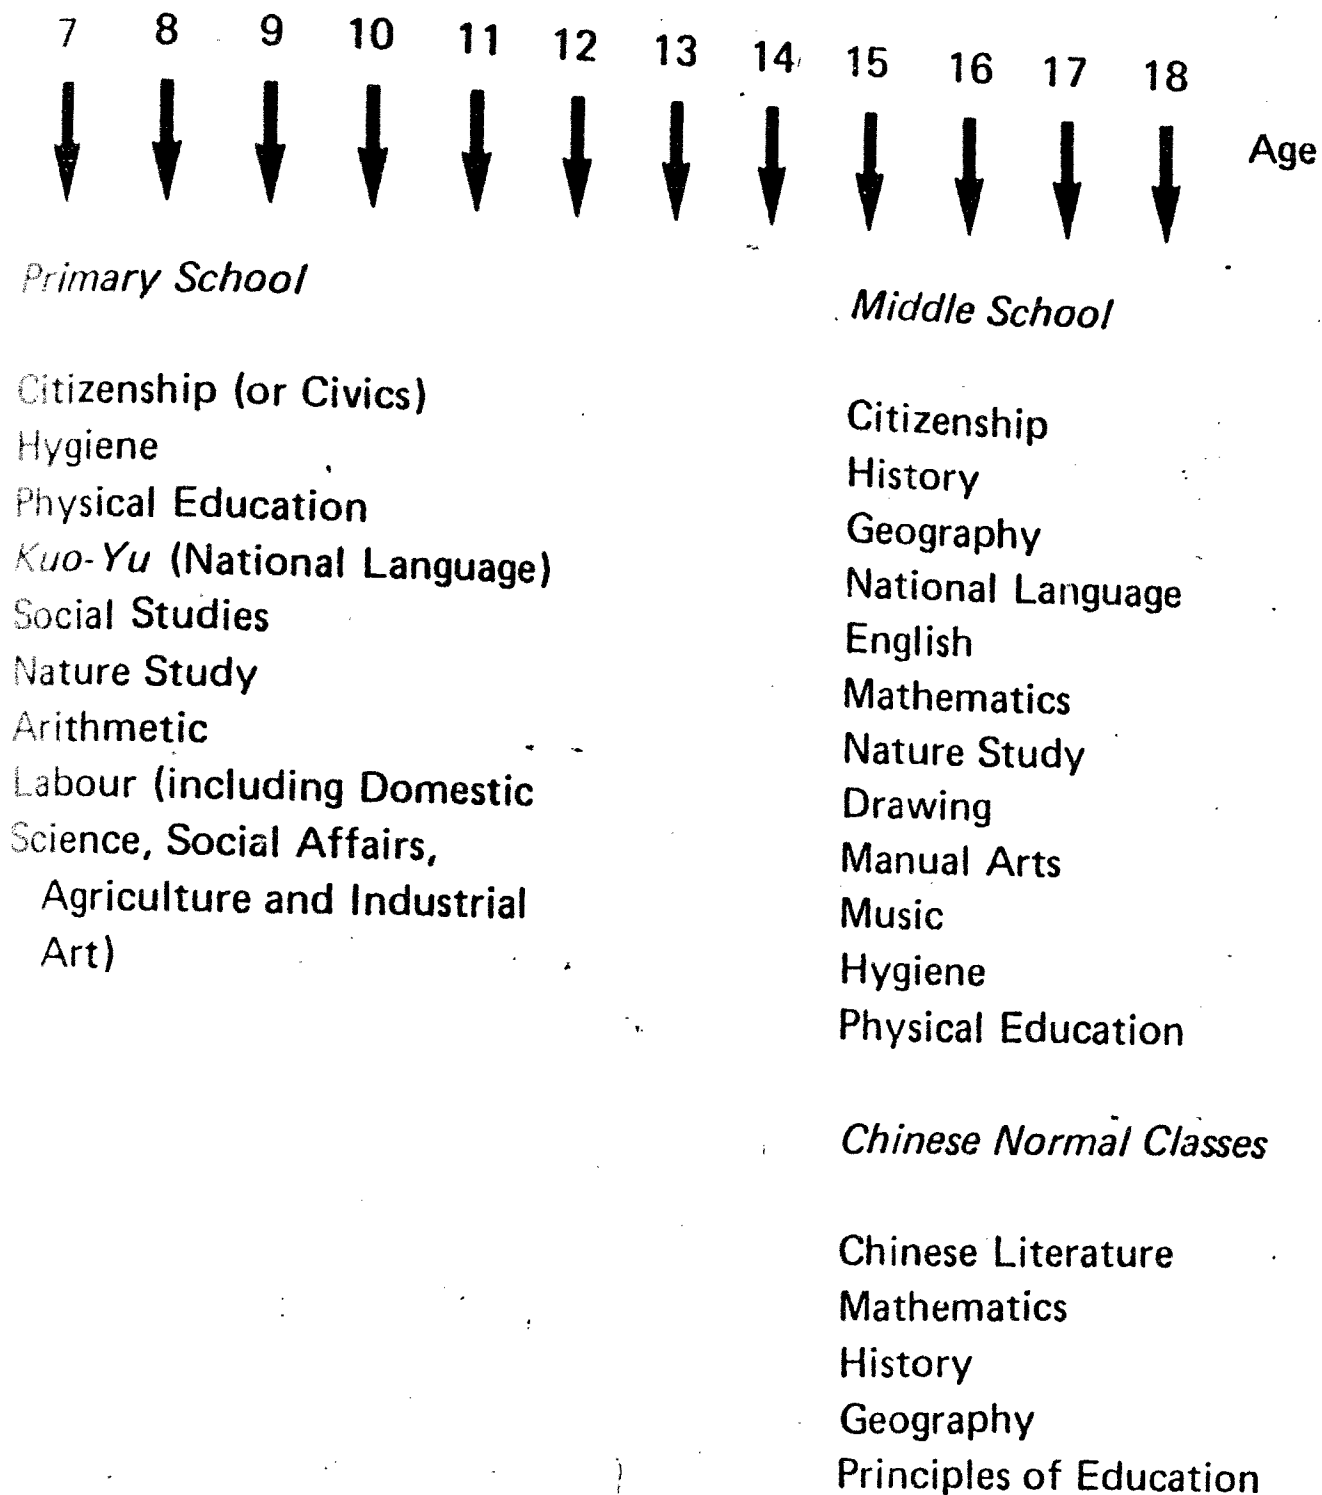 7 8 9 10 11 12 13 14 15 16 17 18
Age
Primary School
Citizenship (or Civics)
Hygiene
Physical Education
Kuo-Yu (National Language)
Social Studies
Nature Study
Arithmetic
Labour (including Domestic
Science, Social Affairs,
Agriculture and Industrial
Art)
Middle School
Citizenship
History
Geography
National Language
English
Mathematics
Nature Study
Drawing
Manual Arts
Music
Hygiene
Physical Education
Chinese Normal Classes
Chinese Literature
Mathematics
History
Geography
Principles of Education